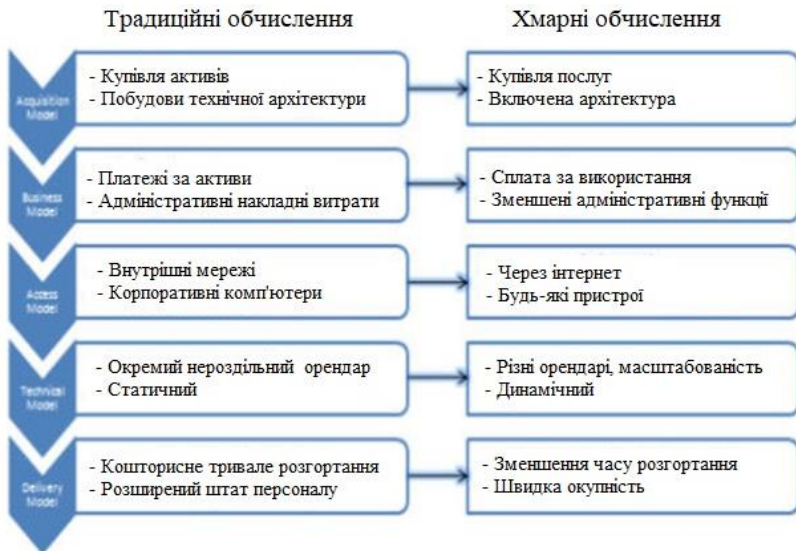 Традиційні обчислення
Хмарні обчислення
Acquisition
Model
- Купівля активів
- Побудови технічної архітектури
- Купівля послуг
- Включена архітектура
Business
Model
- Платежі за активи
- Адміністративні накладні витрати
- Сплата за використання
- Зменшені адміністративні функції
Access
Model
- Внутрішні мережі
- Корпоративні комп'ютери
- Через інтернет
- Будь-які пристрої
Technical
Model
- Окремий нероздільний орендар
- Статичний
- Різні орендарі, масштабованість
- Динамічний
Delivery
Model
- Кошторисне тривале розгортання
- Розширений штат персоналу
- Зменшення часу розгортання
- Швидка окупність